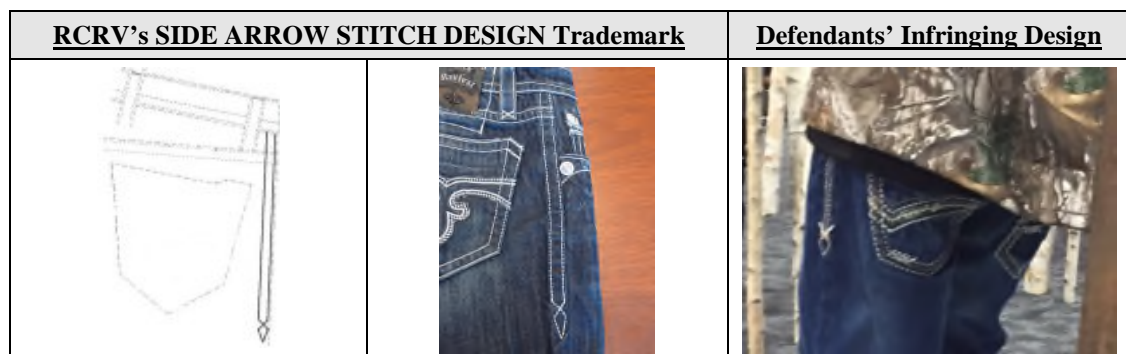 RCRV’s SIDE ARROW STITCH DESIGN Trademark
Defendants’ Infringing Design